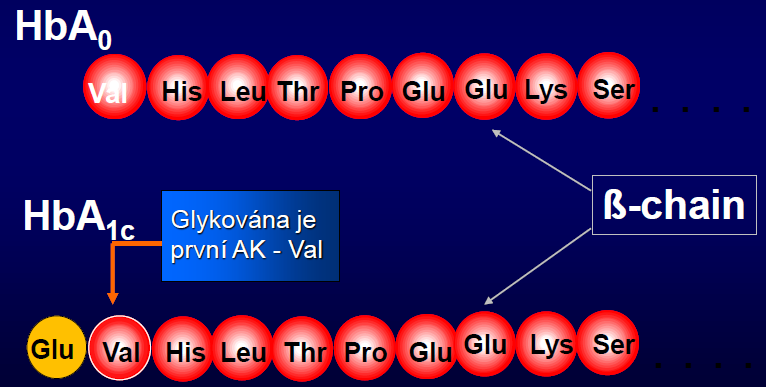 HbA0
Val His Leu Thr Pro Glu Glu Lys Ser . . . .
ß-chain
HbA1c
Glykována je
první AK - Val
Glu Val His Leu Thr Pro Glu Glu Lys Ser . . . .